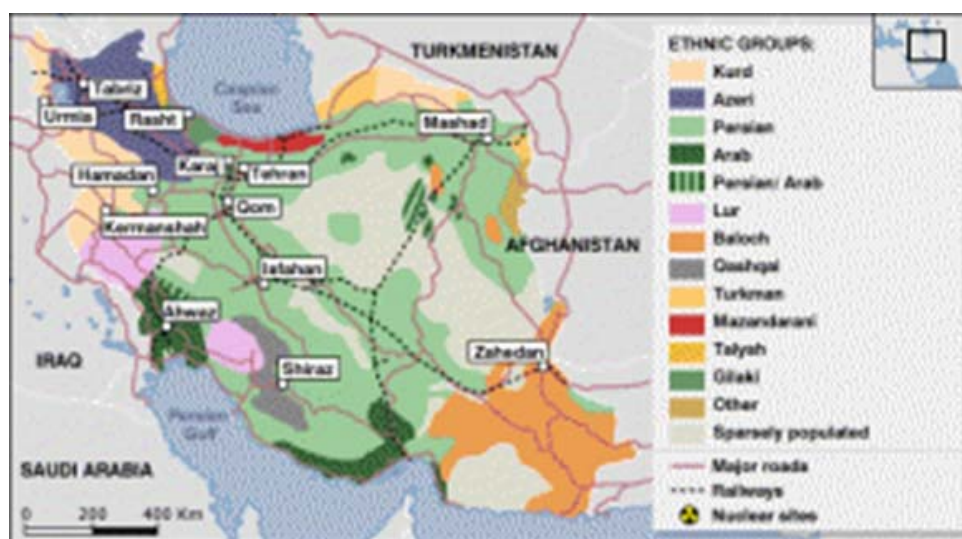 TURKMENISTAN
Caspian
Sea
Tabriz
Urmia
Rasht
Mashad
Karaj
Tehran
Hamadan
Qom
Kermanshah
AFGHANISTAN
Isfahan
Ahwaz
IRAQ
Zahedan
Shiraz
Persian
Gulf
SAUDI ARABIA
0 200 400 Km
ETHNIC GROUPS:
Kurd
Azeri
Persian
Arab
Persian/ Arab
Lur
Baloch
Qashqai
Turkman
Mazandarani
Talysh
Gilaki
Other
Sparsely populated
Major roads
Railways
Nuclear sites